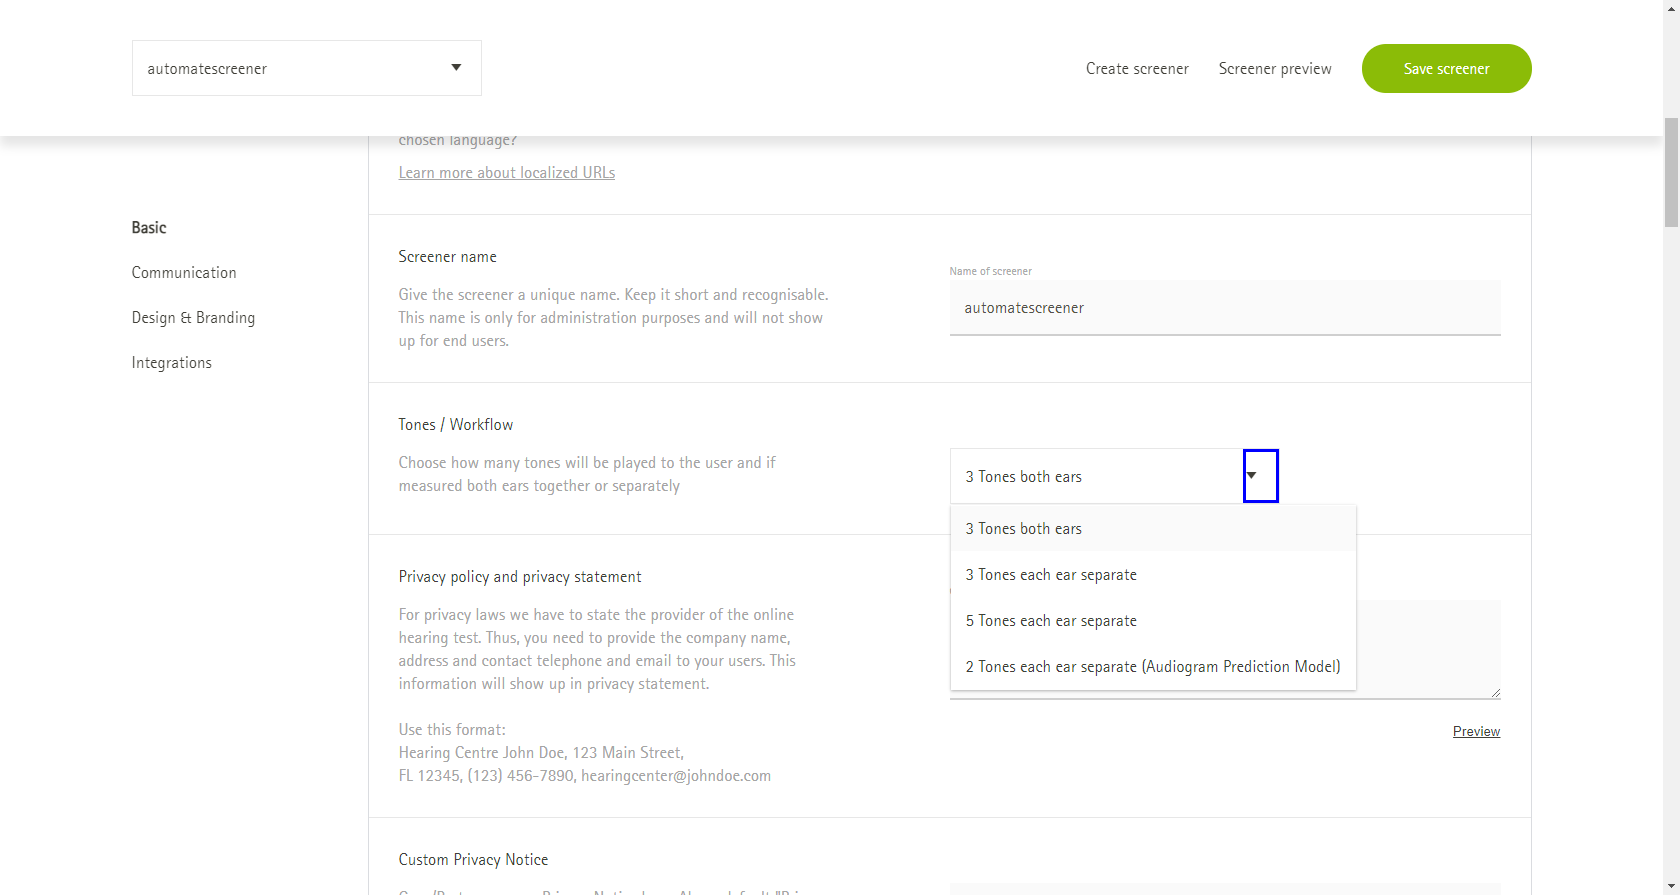 automatescreener
Create screener
Screener preview
Save screener
chosen language?
Learn more about localized URLs
Basic
Communication
Design & Branding
Integrations
Screener name
Give the screener a unique name. Keep it short and recognisable.
This name is only for administration purposes and will not show
up for end users.
Name of screener
automatescreener
Tones / Workflow
Choose how many tones will be played to the user and if
measured both ears together or separately
3 Tones both ears
3 Tones both ears
3 Tones each ear separate
5 Tones each ear separate
2 Tones each ear separate (Audiogram Prediction Model)
Privacy policy and privacy statement
For privacy laws we have to state the provider of the online
hearing test. Thus, you need to provide the company name,
address and contact telephone and email to your users. This
information will show up in privacy statement.
Use this format:
Hearing Centre John Doe, 123 Main Street,
FL 12345, (123) 456-7890, hearingcenter@johndoe.com
Preview
Custom Privacy Notice